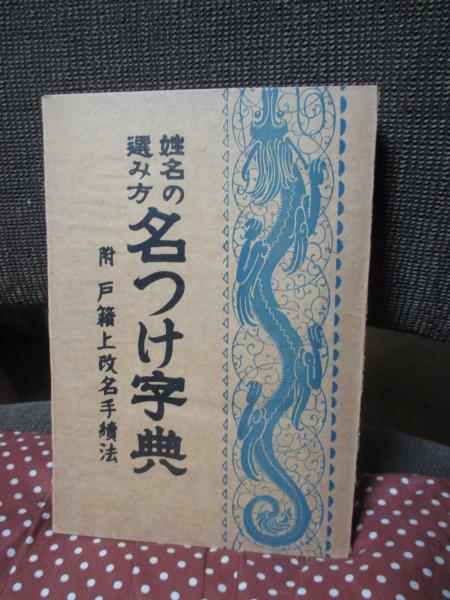 姓名の
選み方
名つけ字典
附 戸籍上改名手續法